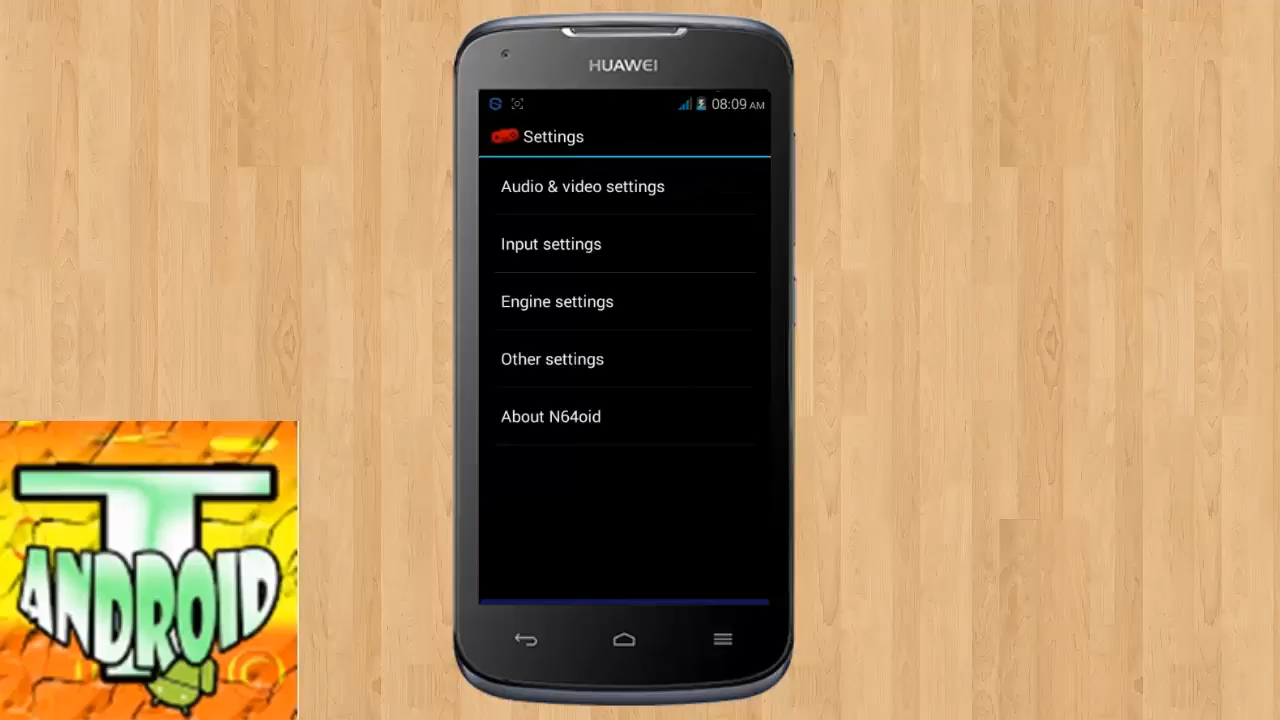 HUAWEI
08:09 AM
Settings
Audio & video settings
Input settings
Engine settings
Other settings
About N64oid
T
ANDROID
©